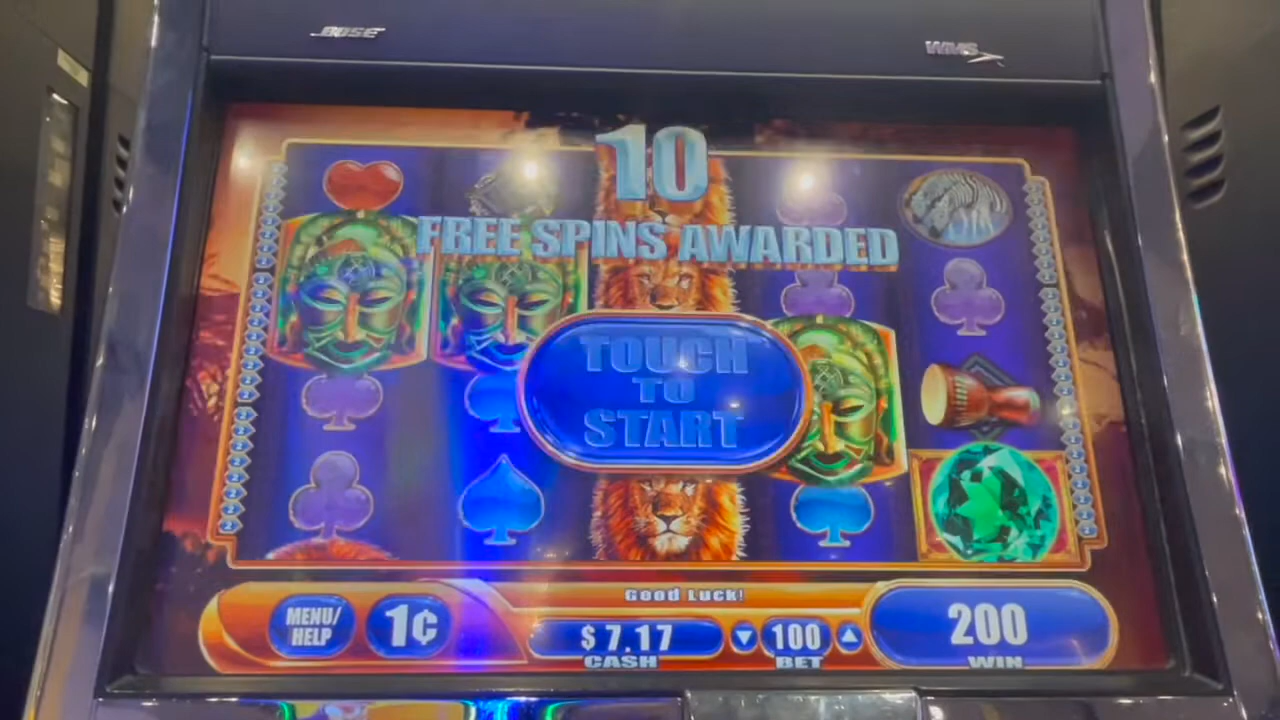 BOSE
WMS
10
FREE SPINS AWARDED
TOUCH
TO
START
Good Luck!
MENU/
HELP
1¢
$7.17
CASH
100
BET
200
WIN